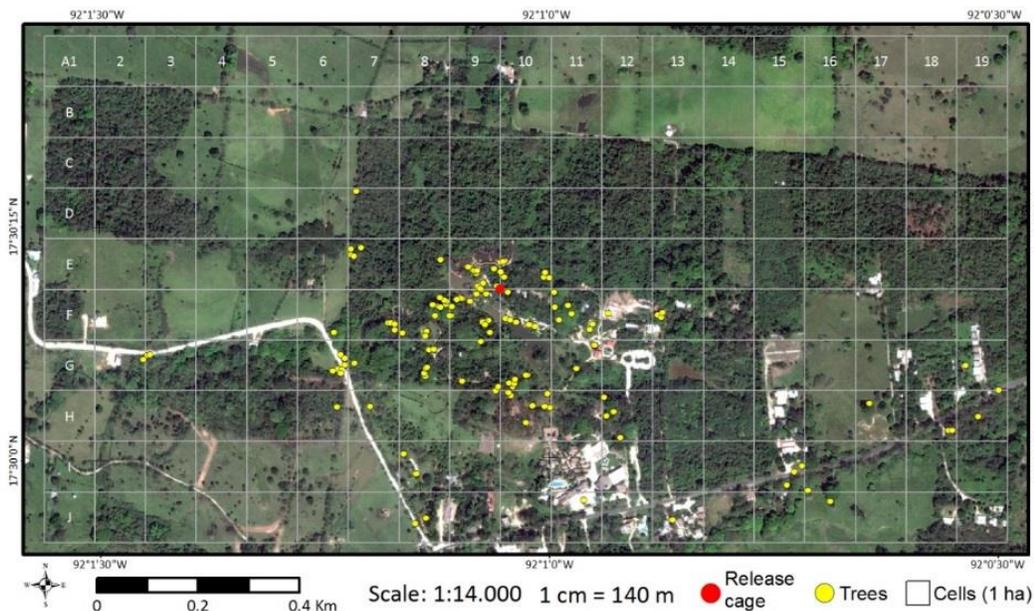 92°1'30"W 92°1'0"W 92°0'30"W
A1 2 3 4 5 6 7 8 9 10 11 12 13 14 15 16 17 18 19
B
C
D
17°30'15"N
E
F
G
H
17°30'0"N
I
J
92°1'30"W 92°1'0"W 92°0'30"W
N
W E
S
0 0.2 0.4 Km
Scale: 1:14.000 1 cm = 140 m
Release
cage
Trees
Cells (1 ha)